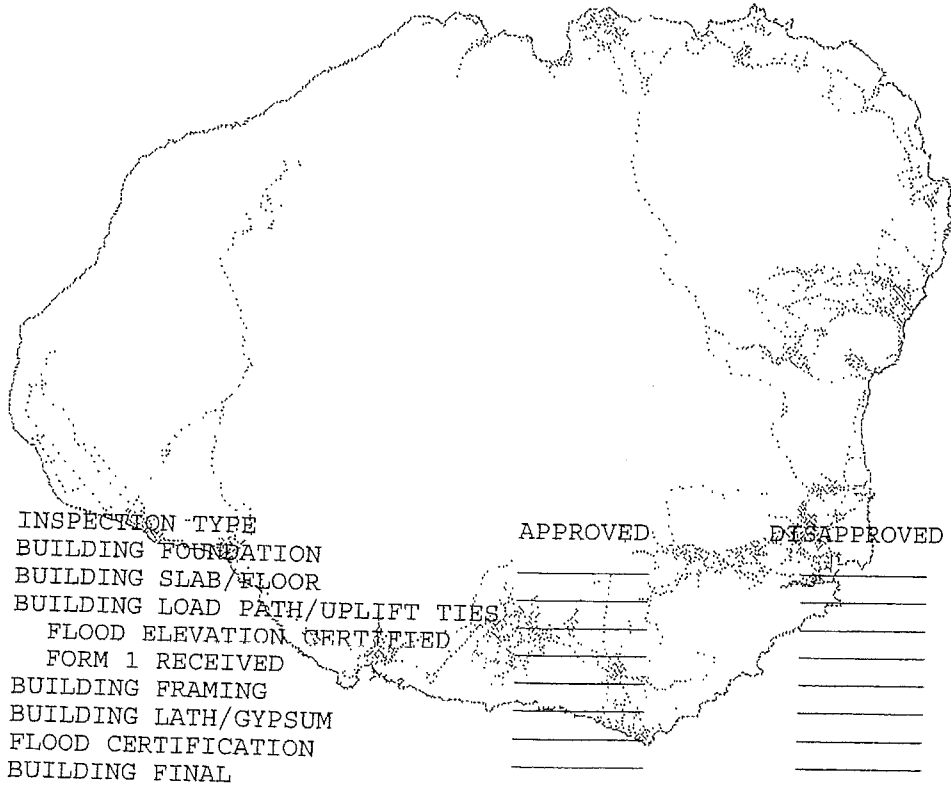 INSPECTION TYPE APPROVED DISAPPROVED
BUILDING FOUNDATION
BUILDING SLAB/FLOOR
BUILDING LOAD PATH/UPLIFT TIES
FLOOD ELEVATION CERTIFIED
FORM 1 RECEIVED
BUILDING FRAMING
BUILDING LATH/GYPSUM
FLOOD CERTIFICATION
BUILDING FINAL